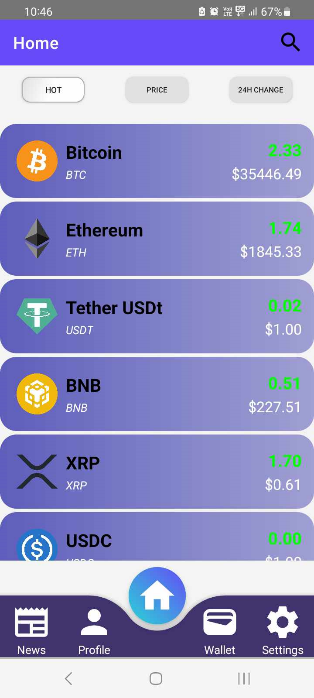 10:46
67%
Home
HOT
PRICE
24H CHANGE
Bitcoin
2.33
BTC
$35446.49
Ethereum
1.74
ETH
$1845.33
Tether USDt
0.02
USDT
$1.00
BNB
0.51
BNB
$227.51
XRP
1.70
XRP
$0.61
USDC
0.00
News
Profile
Wallet
Settings